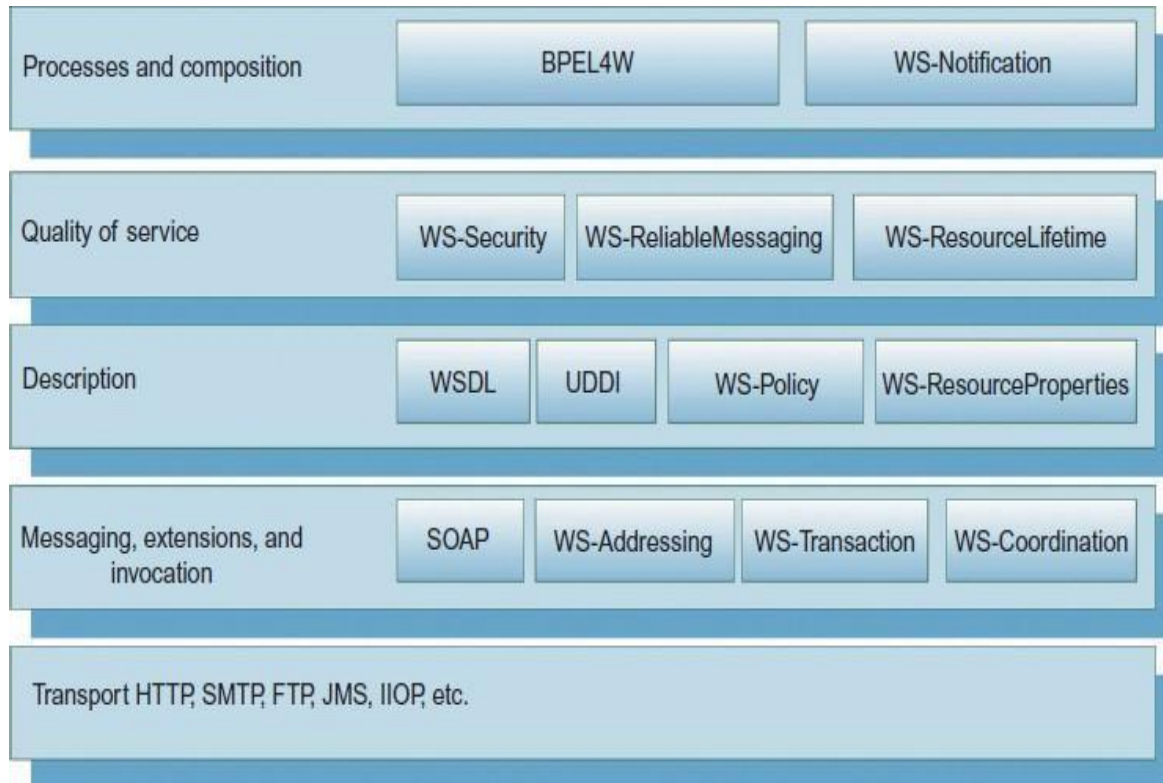 Processes and composition
BPEL4W
WS-Notification
Quality of service
WS-Security
WS-ReliableMessaging
WS-ResourceLifetime
Description
WSDL
UDDI
WS-Policy
WS-ResourceProperties
Messaging, extensions, and
invocation
SOAP
WS-Addressing
WS-Transaction
WS-Coordination
Transport HTTP, SMTP, FTP, JMS, IIOP, etc.